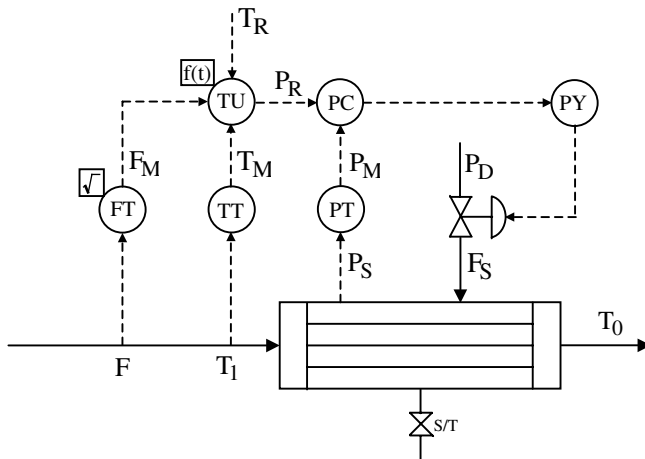 T_R
f(t)
TU
P_R
PC
PY
F_M
T_M
P_M
P_D
√
FT
TT
PT
P_S
F_S
T_0
F
T_1
S/T